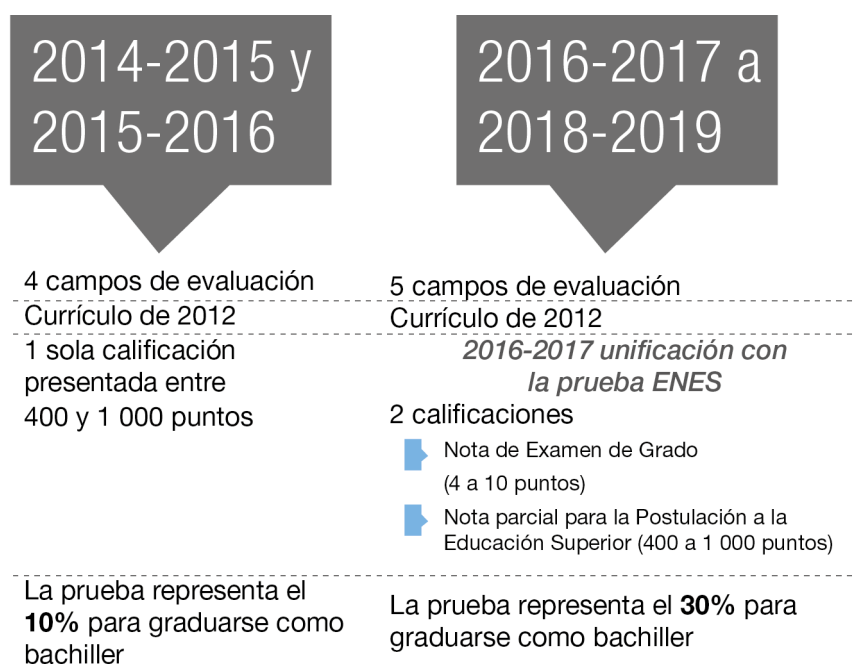 2014-2015 y
2015-2016
4 campos de evaluación
Currículo de 2012
1 sola calificación
presentada entre
400 y 1 000 puntos
La prueba representa el
10% para graduarse como
bachiller
2016-2017 a
2018-2019
5 campos de evaluación
Currículo de 2012
2016-2017 unificación con
la prueba ENES
2 calificaciones
Nota de Examen de Grado
(4 a 10 puntos)
Nota parcial para la Postulación a la
Educación Superior (400 a 1 000 puntos)
La prueba representa el 30% para
graduarse como bachiller